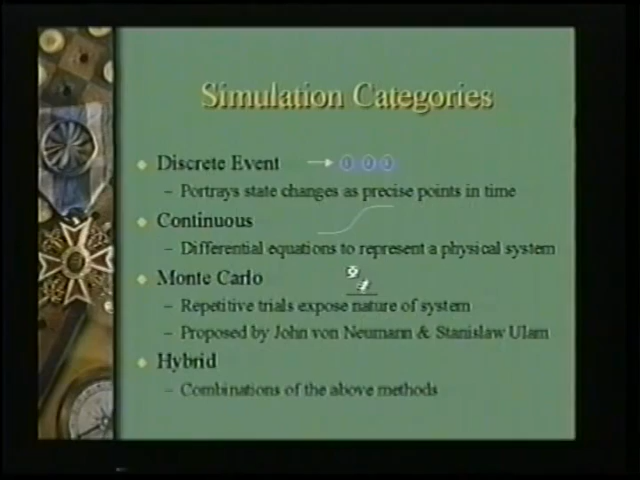 Simulation Categories
Discrete Event
– Portrays state changes as precise points in time
Continuous
– Differential equations to represent a physical system
Monte Carlo
– Repetitive trials expose nature of system
– Proposed by John von Neumann & Stanislaw Ulam
Hybrid
– Combinations of the above methods